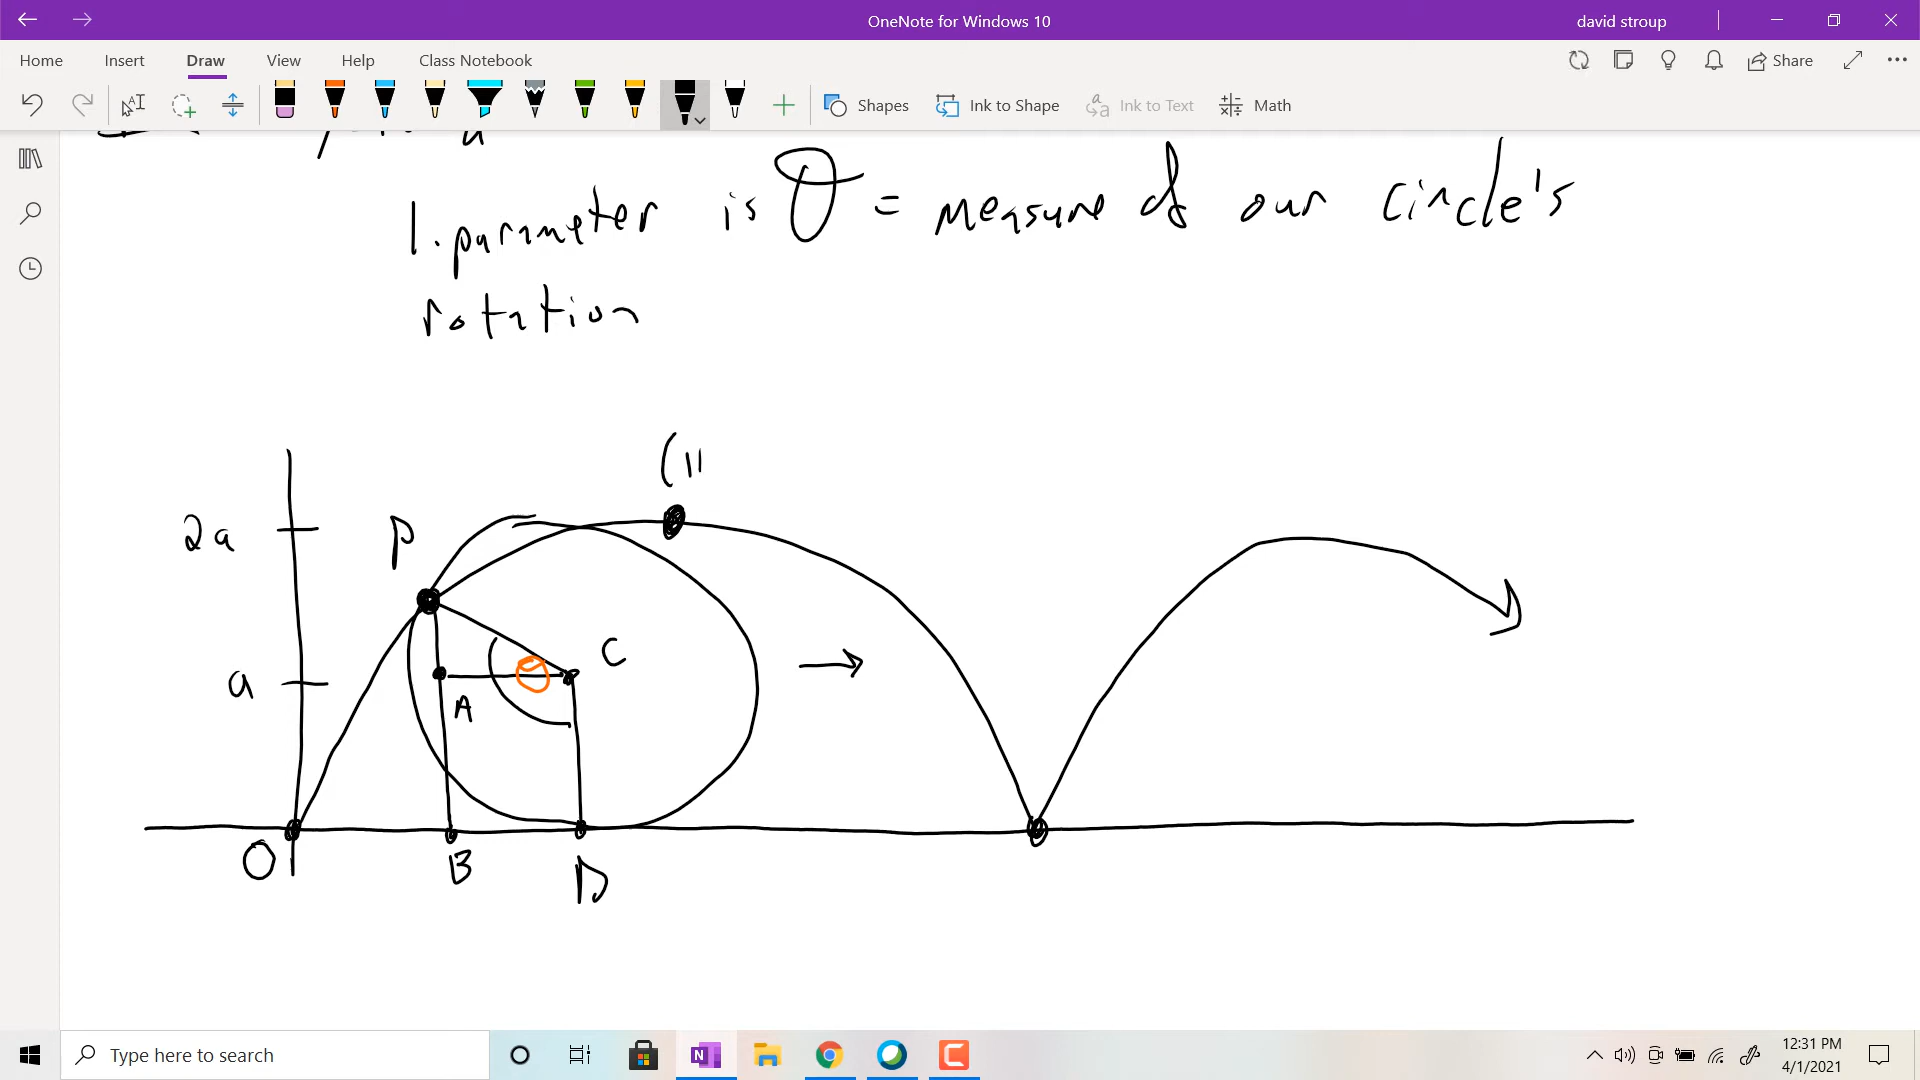 OneNote for Windows 10
david stroup
Home Insert Draw View Help Class Notebook
Share
Shapes Ink to Shape Ink to Text Math
1. parameter is θ = measure of our circle's
rotation
(π
2a
P
C
a
θ
A
O
B
D
Type here to search
12:31 PM
4/1/2021